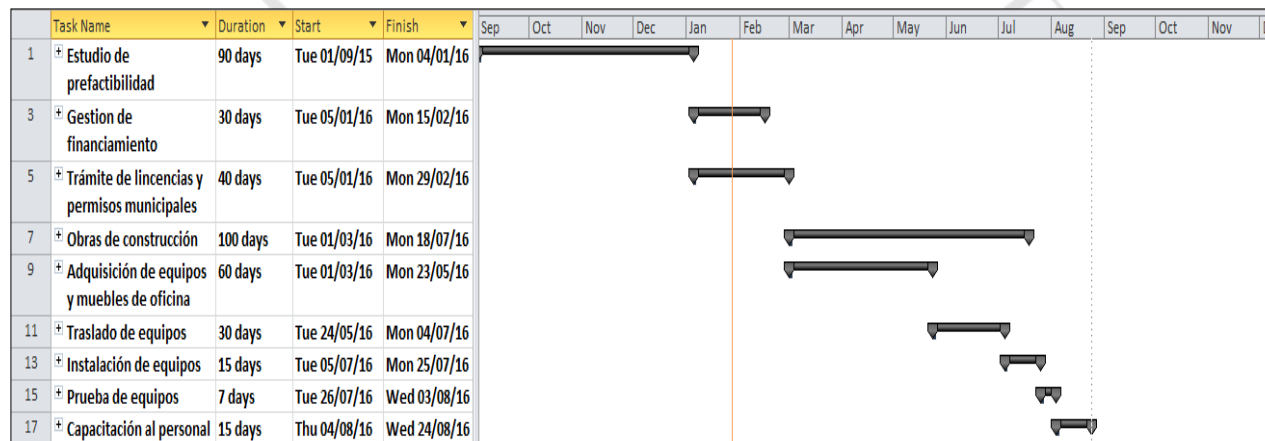 Task Name Duration Start Finish Sep Oct Nov Dec Jan Feb Mar Apr May Jun Jul Aug Sep Oct Nov
1 Estudio de 90 days Tue 01/09/15 Mon 04/01/16
prefactibilidad
3 Gestion de 30 days Tue 05/01/16 Mon 15/02/16
financiamiento
5 Trámite de lincencias y 40 days Tue 05/01/16 Mon 29/02/16
permisos municipales
7 Obras de construcción 100 days Tue 01/03/16 Mon 18/07/16
9 Adquisición de equipos 60 days Tue 01/03/16 Mon 23/05/16
y muebles de oficina
11 Traslado de equipos 30 days Tue 24/05/16 Mon 04/07/16
13 Instalación de equipos 15 days Tue 05/07/16 Mon 25/07/16
15 Prueba de equipos 7 days Tue 26/07/16 Wed 03/08/16
17 Capacitación al personal 15 days Thu 04/08/16 Wed 24/08/16